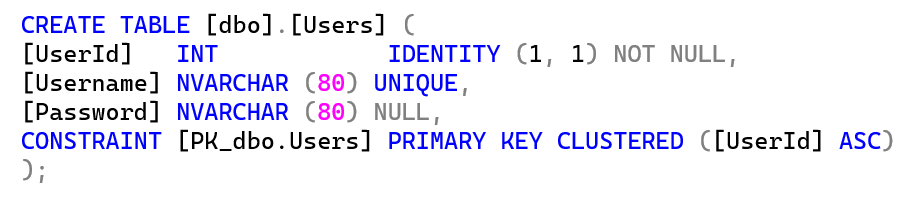 CREATE TABLE [dbo].[Users] (
[UserId]   INT           IDENTITY (1, 1) NOT NULL,
[Username] NVARCHAR (80) UNIQUE,
[Password] NVARCHAR (80) NULL,
CONSTRAINT [PK_dbo.Users] PRIMARY KEY CLUSTERED ([UserId] ASC)
);